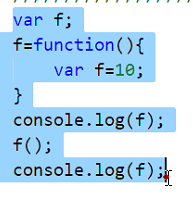 var f;
f=function(){
    var f=10;
}
console.log(f);
f();
console.log(f);